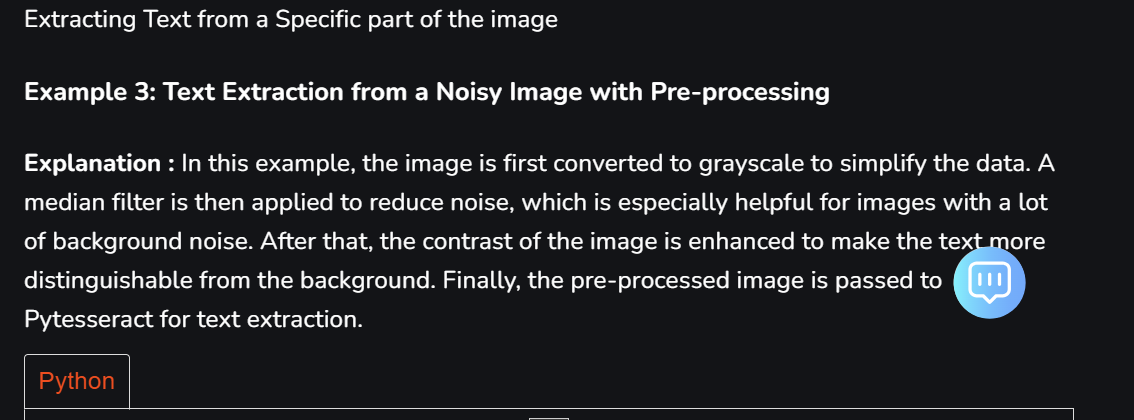 Extracting Text from a Specific part of the image
Example 3: Text Extraction from a Noisy Image with Pre-processing
Explanation : In this example, the image is first converted to grayscale to simplify the data. A
median filter is then applied to reduce noise, which is especially helpful for images with a lot
of background noise. After that, the contrast of the image is enhanced to make the text more
distinguishable from the background. Finally, the pre-processed image is passed to
Pytesseract for text extraction.
Python